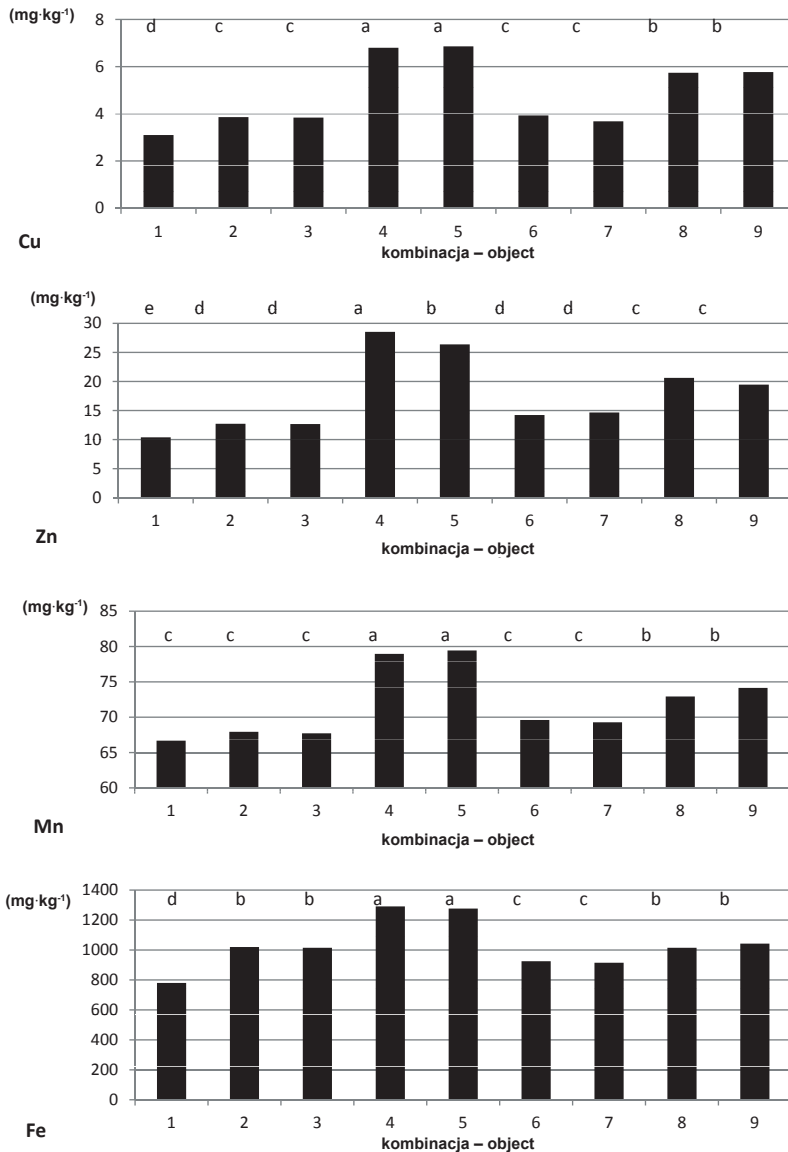 (mg·kg⁻¹)
d c c a a c c b b
8
6
4
2
0
1 2 3 4 5 6 7 8 9
Cu
kombinacja – object
(mg·kg⁻¹)
e d d a b d d c c
30
25
20
15
10
5
0
1 2 3 4 5 6 7 8 9
Zn
kombinacja – object
(mg·kg⁻¹)
85
c c c a a c c b b
80
75
70
65
60
1 2 3 4 5 6 7 8 9
Mn
kombinacja – object
(mg·kg⁻¹)
1400
d b b a a c c b b
1200
1000
800
600
400
200
0
1 2 3 4 5 6 7 8 9
Fe
kombinacja – object